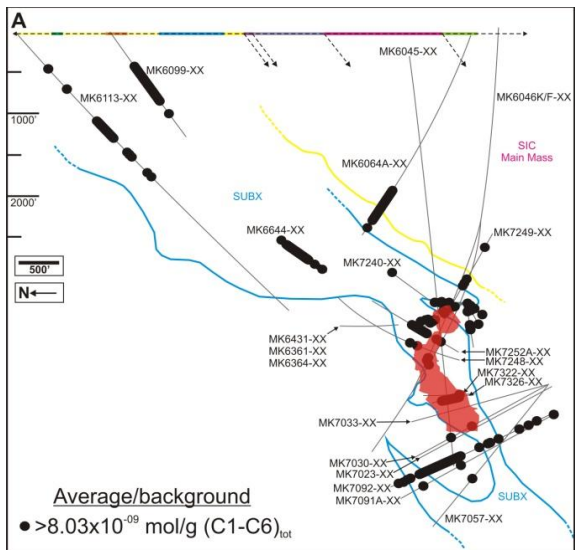 A
MK6045-XX
MK6099-XX
MK6113-XX
MK6046K/F-XX
1000'
SIC
Main Mass
MK6064A-XX
SUBX
2000'
MK6644-XX
MK7249-XX
MK7240-XX
500'
N
MK6431-XX
MK6361-XX
MK6364-XX
MK7252A-XX
MK7248-XX
MK7322-XX
MK7326-XX
MK7033-XX
MK7030-XX
MK7023-XX
MK7092-XX
MK7091A-XX
SUBX
MK7057-XX
Average/background
>8.03x10-09 mol/g (C1-C6)tot